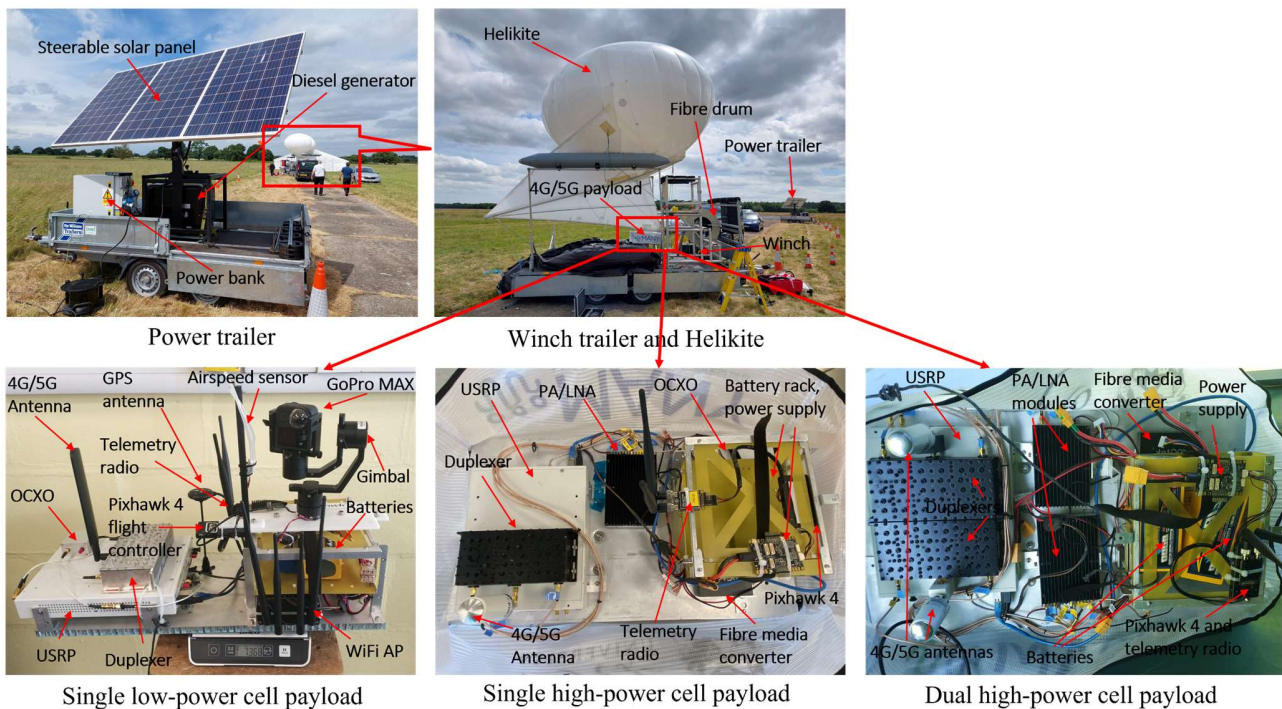 Steerable solar panel
Diesel generator
Power bank
Power trailer
Helikite
Fibre drum
Power trailer
4G/5G payload
Winch
Winch trailer and Helikite
4G/5G
Antenna
GPS
antenna
Airspeed sensor
GoPro MAX
Telemetry
radio
Gimbal
OCXO
Pixhawk 4
flight
controller
Batteries
USRP
Duplexer
WiFi AP
Single low-power cell payload
USRP
PA/LNA
OCXO
Battery rack,
power supply
Duplexer
Pixhawk 4
4G/5G
Antenna
Telemetry
radio
Fibre media
converter
Single high-power cell payload
USRP
PA/LNA
modules
Fibre media
converter
Power
supply
Duplexers
4G/5G antennas
Batteries
Pixhawk 4 and
telemetry radio
Dual high-power cell payload